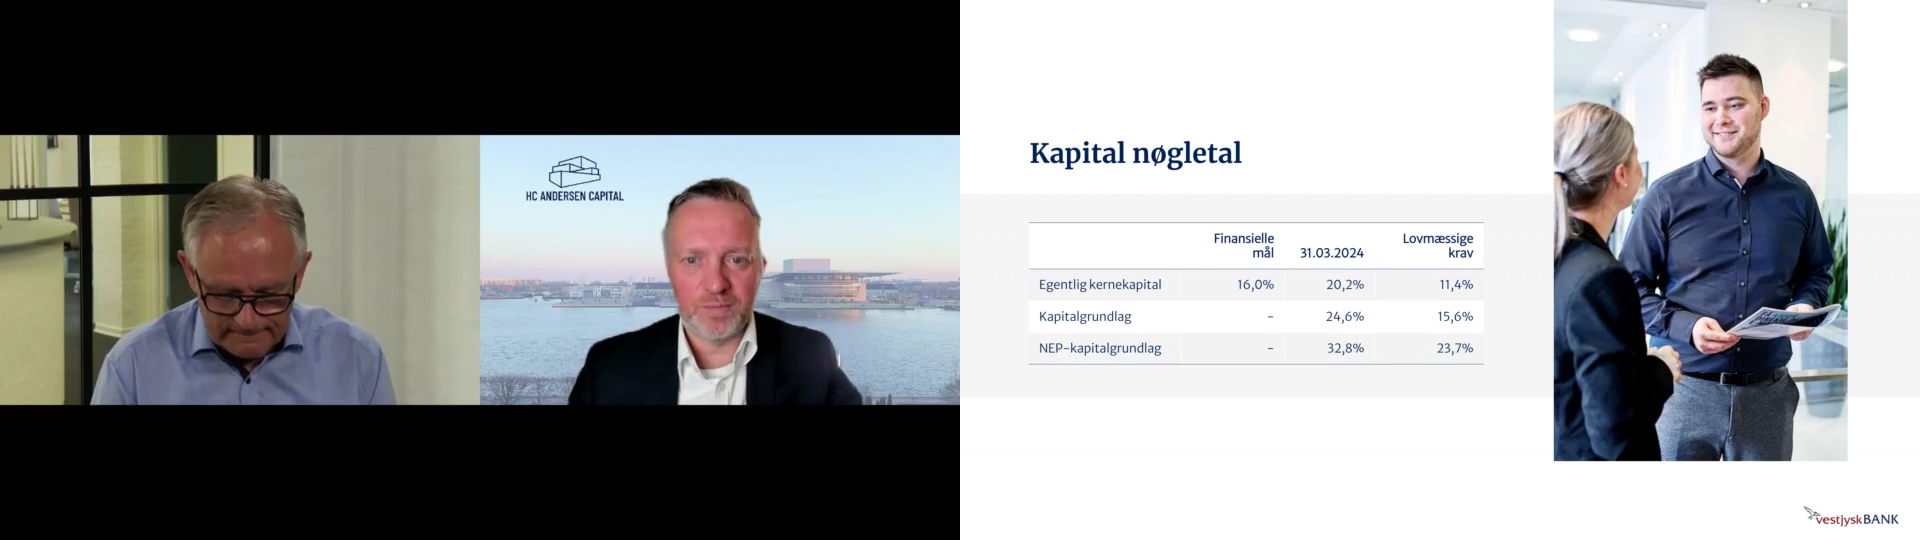 HC ANDERSEN CAPITAL
Kapital nøgletal
Finansielle mål 31.03.2024 Lovmæssige krav
Egentlig kernekapital 16,0% 20,2% 11,4%
Kapitalgrundlag - 24,6% 15,6%
NEP-kapitalgrundlag - 32,8% 23,7%
vestjyskBANK